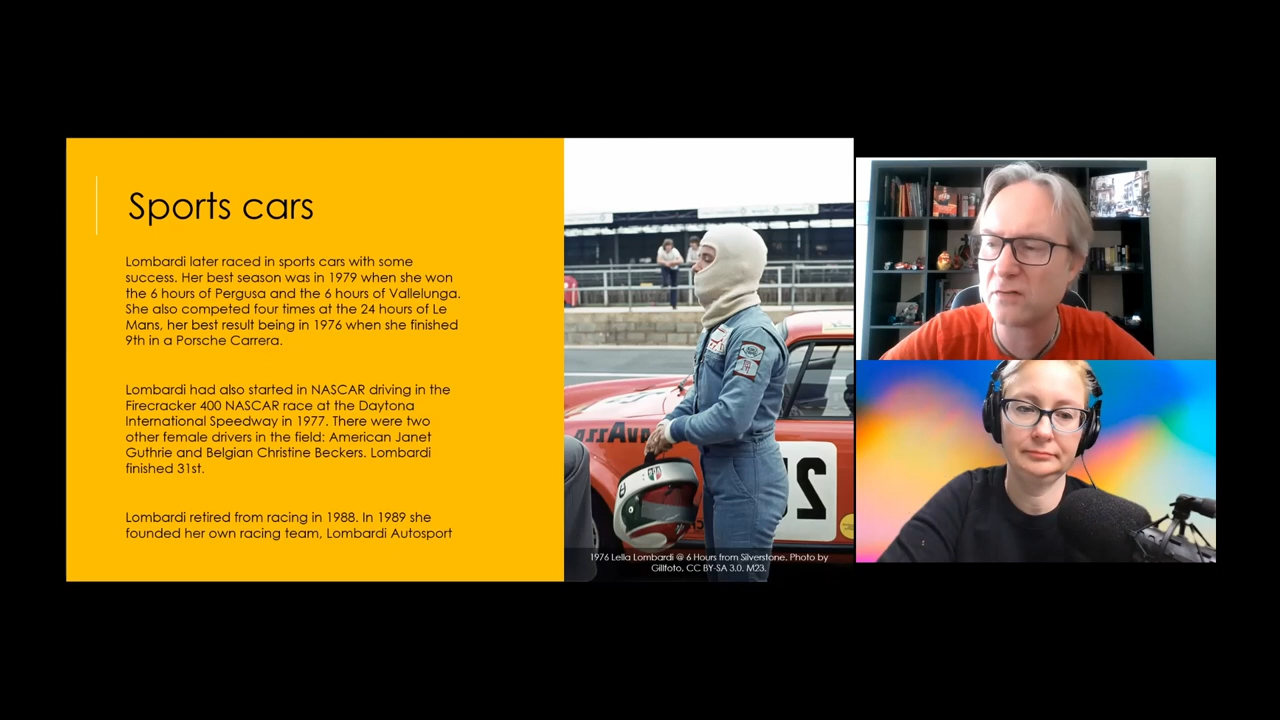 Sports cars
Lombardi later raced in sports cars with some
success. Her best season was in 1979 when she won
the 6 hours of Pergusa and the 6 hours of Vallelunga.
She also competed four times at the 24 hours of Le
Mans, her best result being in 1976 when she finished
9th in a Porsche Carrera.
Lombardi had also started in NASCAR driving in the
Firecracker 400 NASCAR race at the Daytona
International Speedway in 1977. There were two
other female drivers in the field: American Janet
Guthrie and Belgian Christine Beckers. Lombardi
finished 31st.
Lombardi retired from racing in 1988. In 1989 she
founded her own racing team, Lombardi Autosport
1976 Lella Lombardi @ 6 Hours from Silverstone. Photo by
Gillfoto, CC BY-SA 3.0, M23.